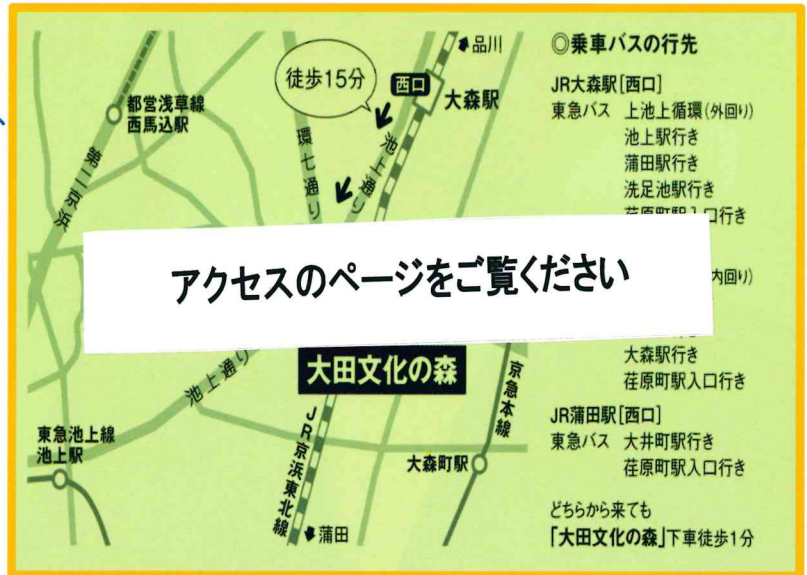 品川
徒歩15分
西口
大森駅
都営浅草線
西馬込駅
第二京浜
環七通り
池上通り
アクセスのページをご覧ください
大田文化の森
池上通り
JR京浜東北線
京急本線
東急池上線
池上駅
大森町駅
蒲田
◎乗車バスの行先
JR大森駅[西口]
東急バス 上池上循環(外回り)
池上駅行き
蒲田駅行き
洗足池駅行き
荏原町駅入口行き
内回り)
大森駅行き
荏原町駅入口行き
JR蒲田駅[西口]
東急バス 大井町駅行き
荏原町駅入口行き
どちらから来ても
「大田文化の森」下車徒歩1分